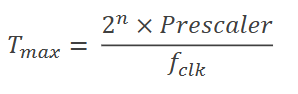 T_max = (2^n × Prescaler) / f_clk